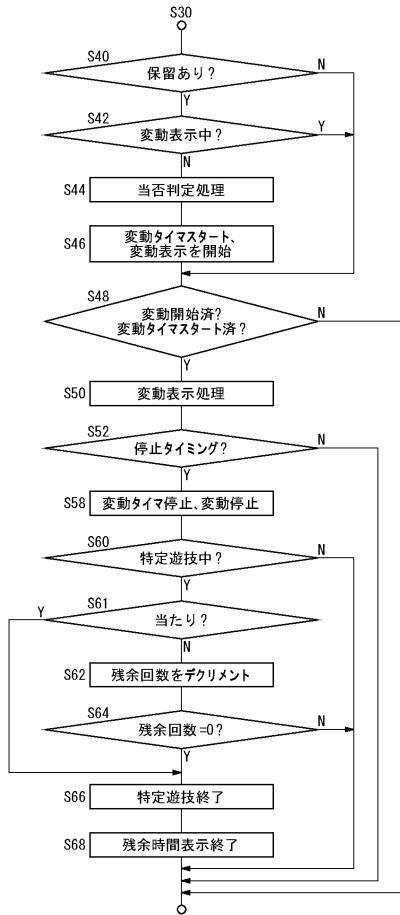 S30
S40
保留あり？
N
Y
S42
変動表示中？
Y
N
S44
当否判定処理
S46
変動タイマスタート、
変動表示を開始
S48
変動開始済？
変動タイマスタート済？
N
Y
S50
変動表示処理
S52
停止タイミング？
N
Y
S58
変動タイマ停止、変動停止
S60
特定遊技中？
N
Y
S61
当たり？
Y
N
S62
残余回数をデクリメント
S64
残余回数=0？
N
Y
S66
特定遊技終了
S68
残余時間表示終了